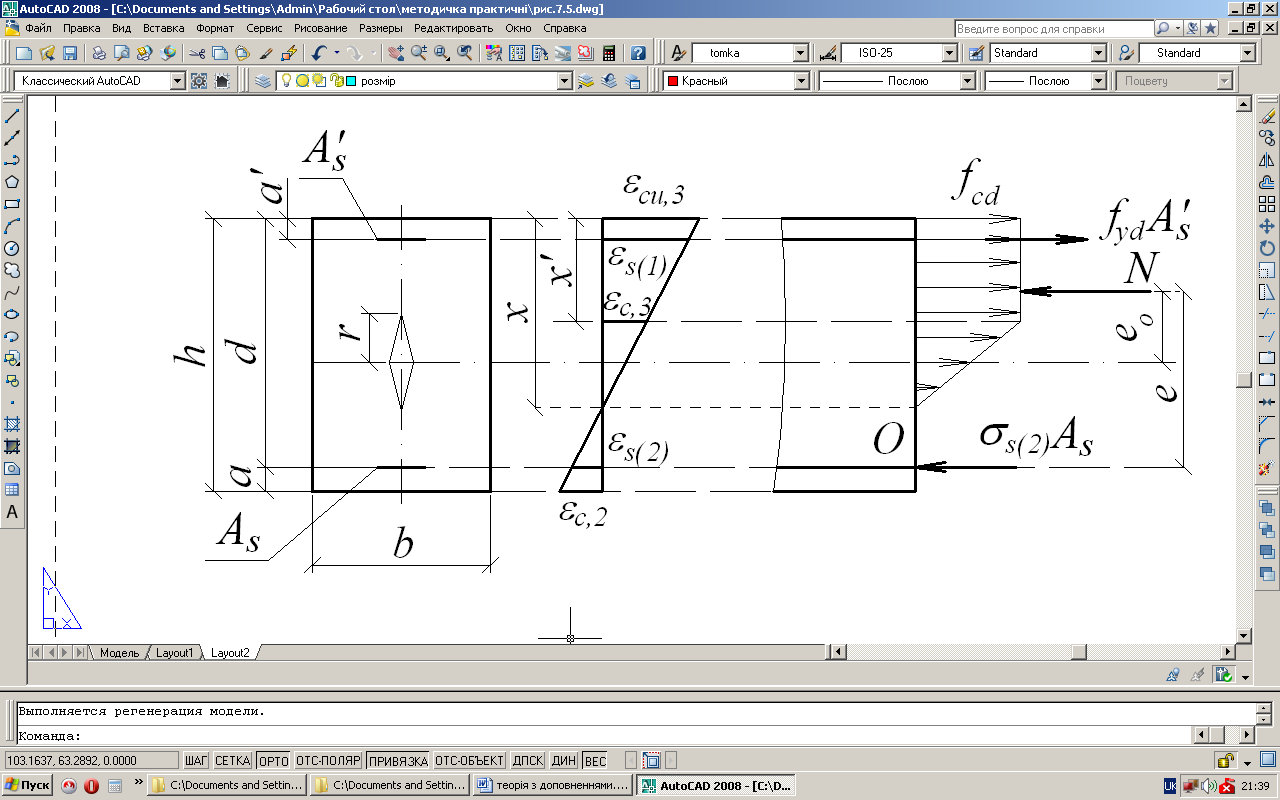 AutoCAD 2008 - [C:\Documents and Settings\Admin\Рабочий стол\методичка практичні\рис.7.5.dwg]
Файл Правка Вид Вставка Формат Сервис Рисование Размеры Редактировать Окно Справка
Введите вопрос для справки
tomka ISO-25 Standard Standard
Классический AutoCAD розмір Красный Послою Послою Поцвету
A's
a'
εcu,3
fcd
fydA's
εs(1)
x'
N
εc,3
x
r
eo
h
d
e
O
σs(2)As
εs(2)
a
εc,2
As
b
Y
X
Модель Layout1 Layout2
Выполняется регенерация модели.
Команда:
103.1637, 63.2892, 0.0000 ШАГ СЕТКА ОРТО ОТС-ПОЛЯР ПРИВЯЗКА ОТС-ОБЪЕКТ ДПСК ДИН ВЕС
Пуск » C:\Documents and Settin... C:\Documents and Settin... теорія з доповненнями.... AutoCAD 2008 - [C:\D... UK 21:39